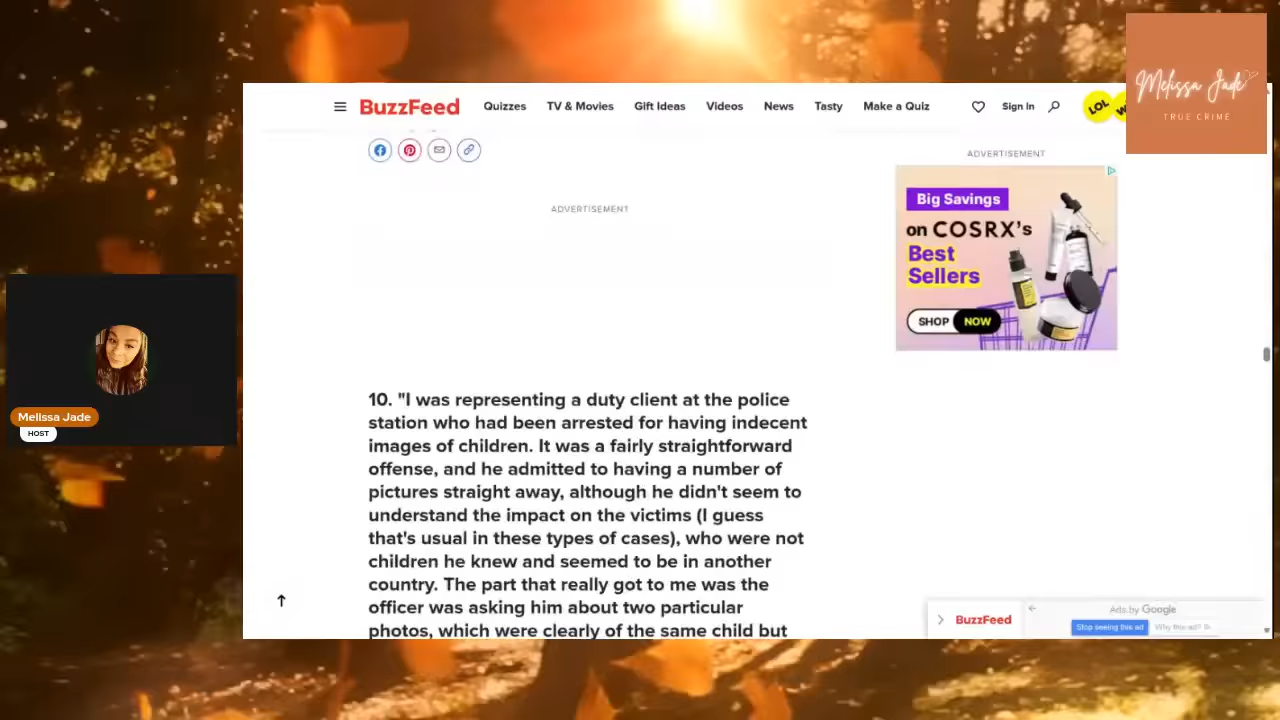 Melissa Jade
TRUE CRIME
BuzzFeed
Quizzes
TV & Movies
Gift Ideas
Videos
News
Tasty
Make a Quiz
Sign In
LOL
ADVERTISEMENT
ADVERTISEMENT
Big Savings
on COSRX's
Best
Sellers
SHOP NOW
Melissa Jade
HOST
10. "I was representing a duty client at the police
station who had been arrested for having indecent
images of children. It was a fairly straightforward
offense, and he admitted to having a number of
pictures straight away, although he didn't seem to
understand the impact on the victims (I guess
that's usual in these types of cases), who were not
children he knew and seemed to be in another
country. The part that really got to me was the
officer was asking him about two particular
photos, which were clearly of the same child but
BuzzFeed
Ads by Google
Stop seeing this ad
Why this ad?